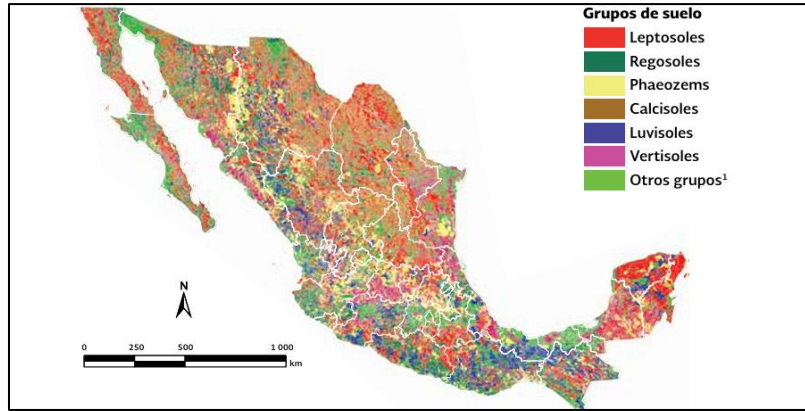 Grupos de suelo
Leptosoles
Regosoles
Phaeozems
Calcisoles
Luvisoles
Vertisoles
Otros grupos¹
N
0 250 500 1 000
km